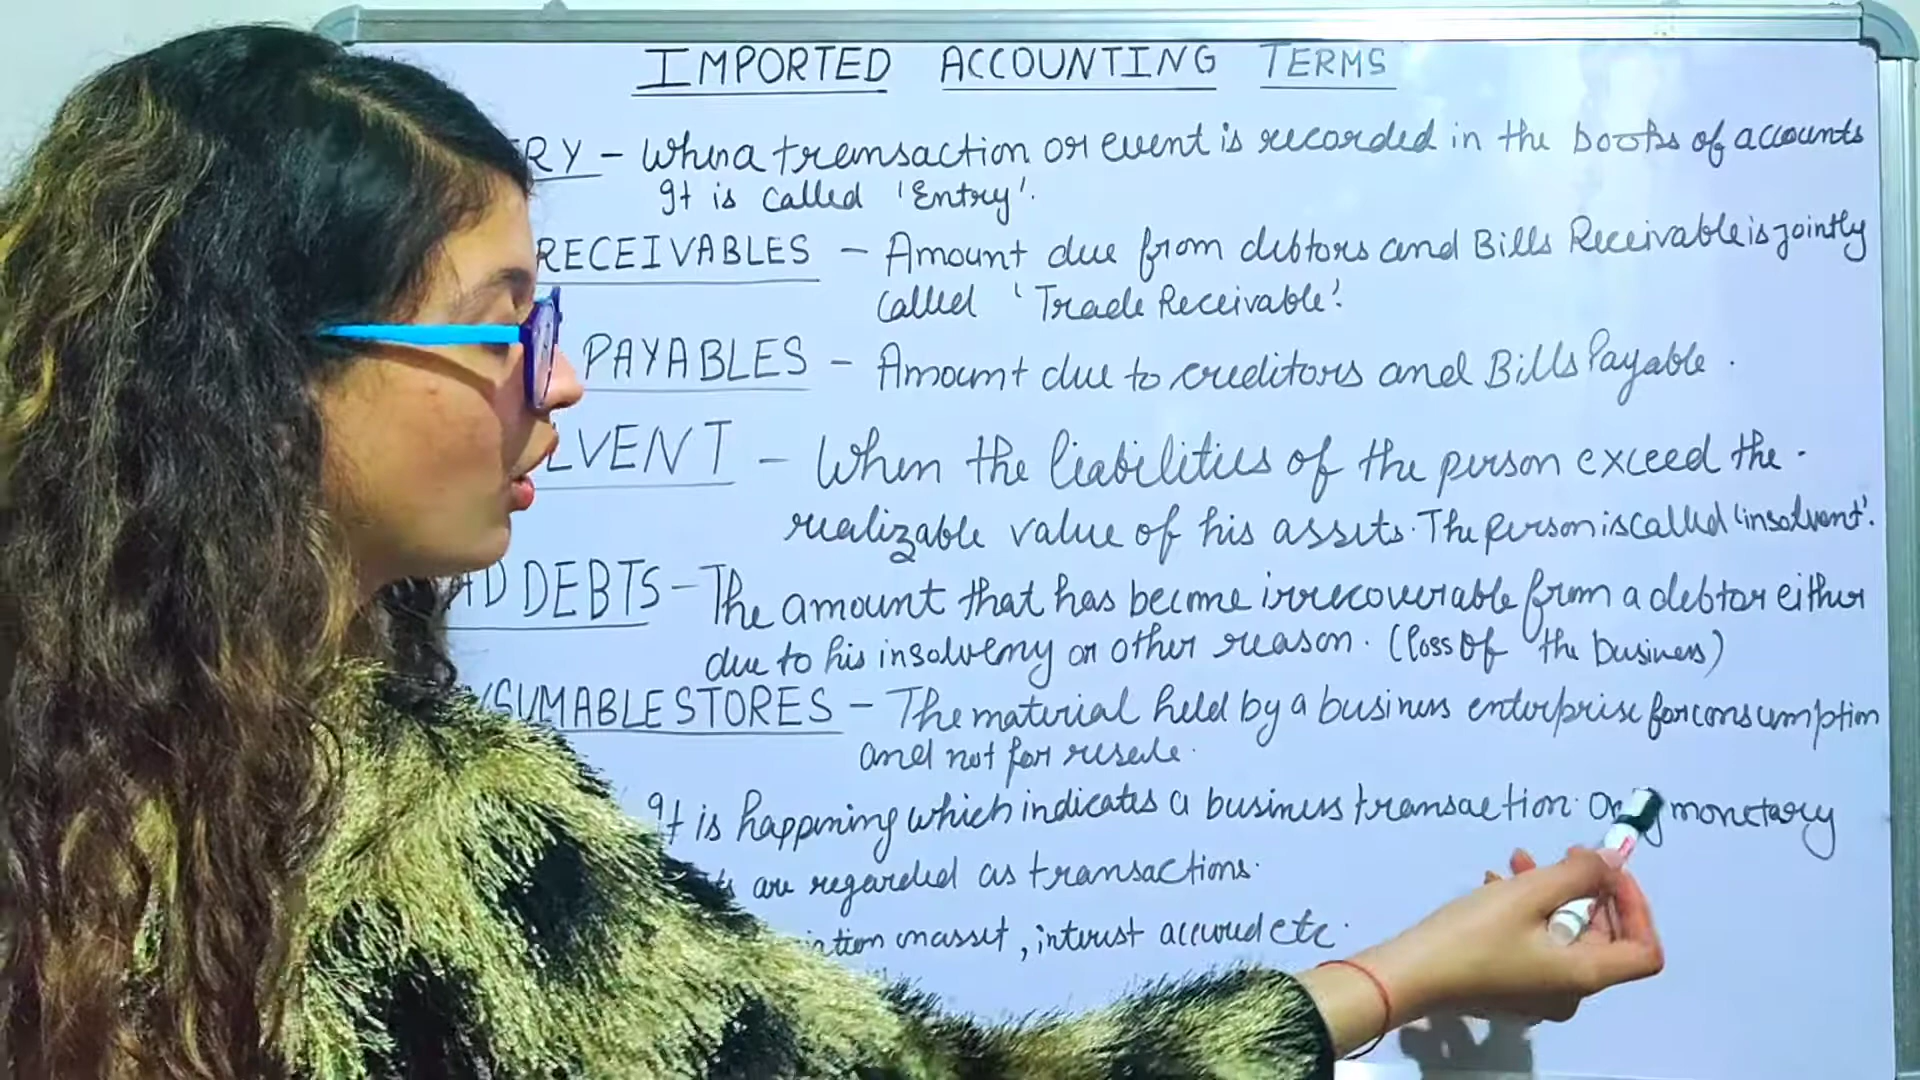 IMPORTED ACCOUNTING TERMS
RY - When a transaction or event is recorded in the books of accounts
It is called 'Entry'.
RECEIVABLES - Amount due from debtors and Bills Receivable is jointly
called 'Trade Receivable'.
PAYABLES - Amount due to creditors and Bills Payable.
LVENT - When the liabilities of the person exceed the
realizable value of his assets. The person is called 'insolvent'.
AD DEBTS - The amount that has become irrecoverable from a debtor either
due to his insolvemy or other reason. (loss of the business)
SUMABLE STORES - The material held by a business enterprise for consumption
and not for resale.
It is happening which indicates a business transaction. monetary
are regarded as transactions.
on asset, interest accrued etc.